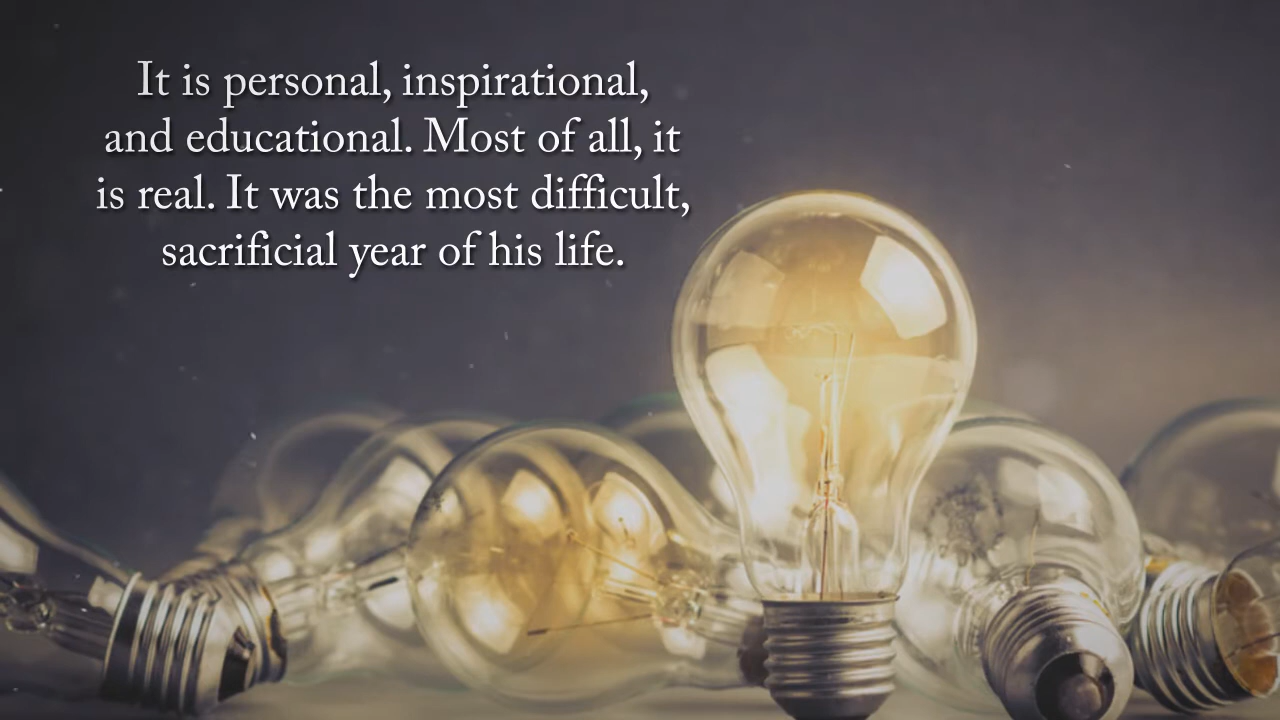 It is personal, inspirational,
and educational. Most of all, it
is real. It was the most difficult,
sacrificial year of his life.